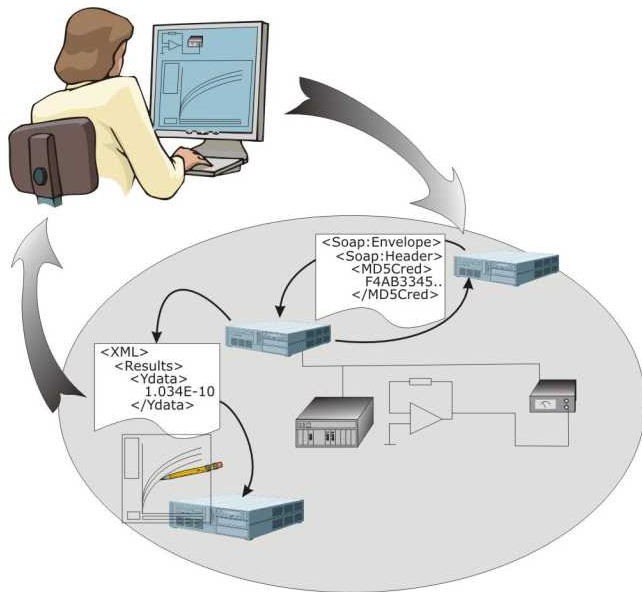 <Soap:Envelope>
<Soap:Header>
<MD5Cred>
F4AB3345..
</MD5Cred>
<XML>
<Results>
<Ydata>
1.034E-10
</Ydata>